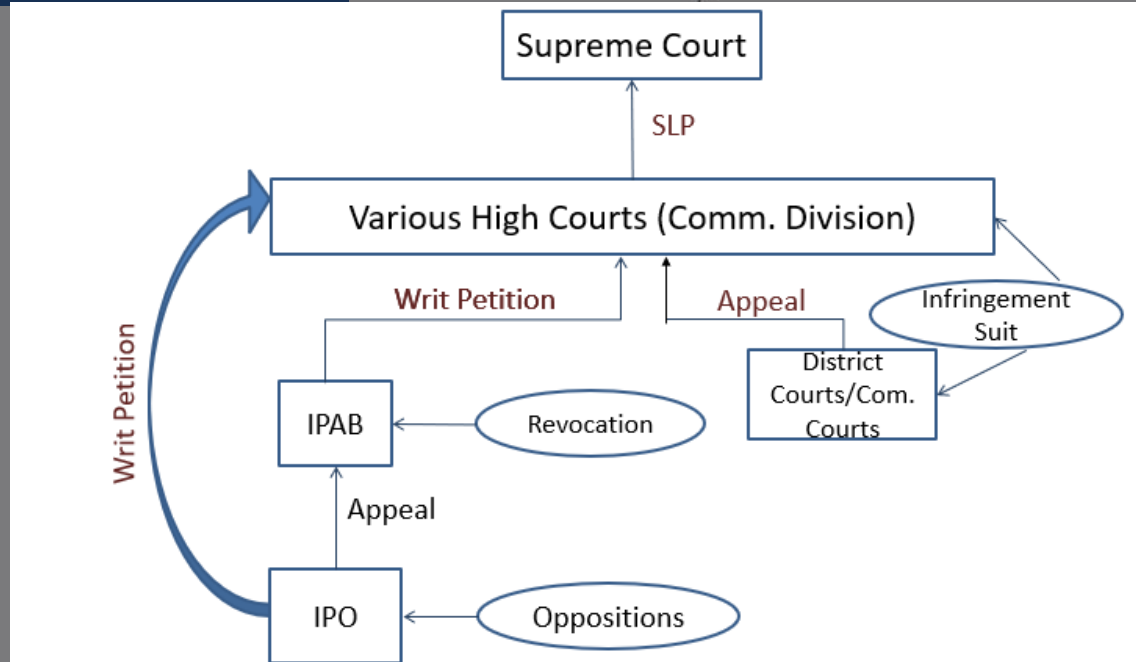 Supreme Court
SLP
Various High Courts (Comm. Division)
Writ Petition
Appeal
Infringement
Suit
Writ Petition
District
Courts/Com.
Courts
IPAB
Revocation
Appeal
IPO
Oppositions